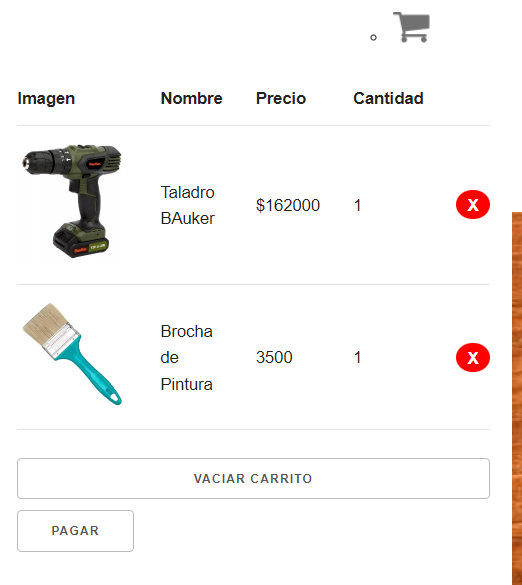 Imagen Nombre Precio Cantidad
Taladro
BAuker $162000 1 X
Brocha
de
Pintura 3500 1 X
VACIAR CARRITO
PAGAR